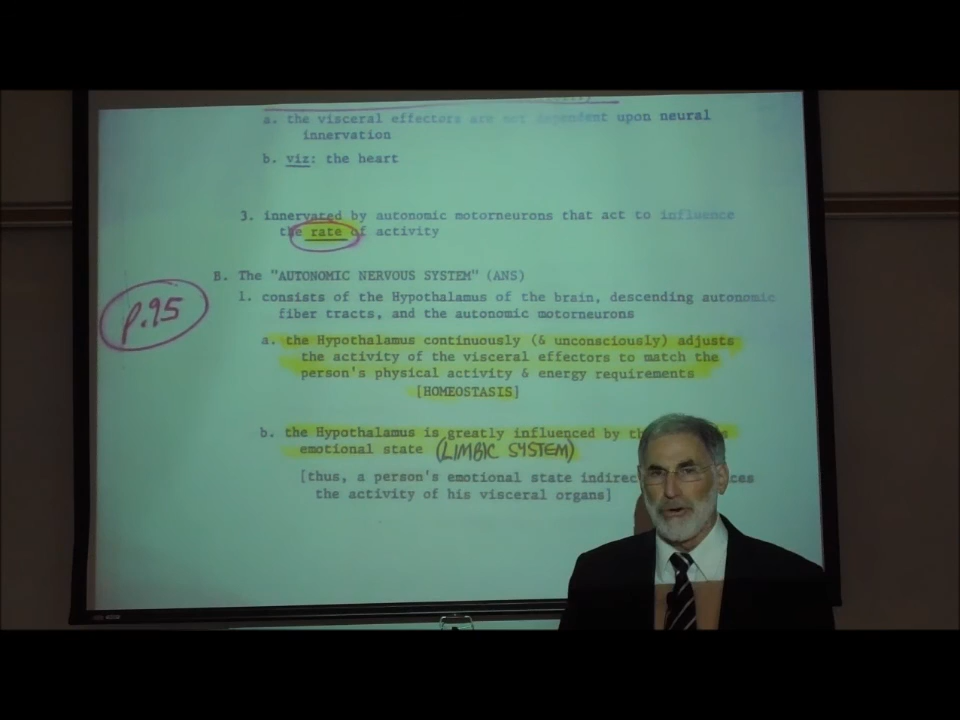 a. the visceral effectors are not dependent upon neural
innervation
b. viz: the heart
3. innervated by autonomic motorneurons that act to influence
the rate of activity
B. The "AUTONOMIC NERVOUS SYSTEM" (ANS)
1. consists of the Hypothalamus of the brain, descending autonomic
fiber tracts, and the autonomic motorneurons
p.95
a. the Hypothalamus continuously (& unconsciously) adjusts
the activity of the visceral effectors to match the
person's physical activity & energy requirements
[HOMEOSTASIS]
b. the Hypothalamus is greatly influenced by
emotional state (LIMBIC SYSTEM)
[thus, a person's emotional state
the activity of his visceral organs]